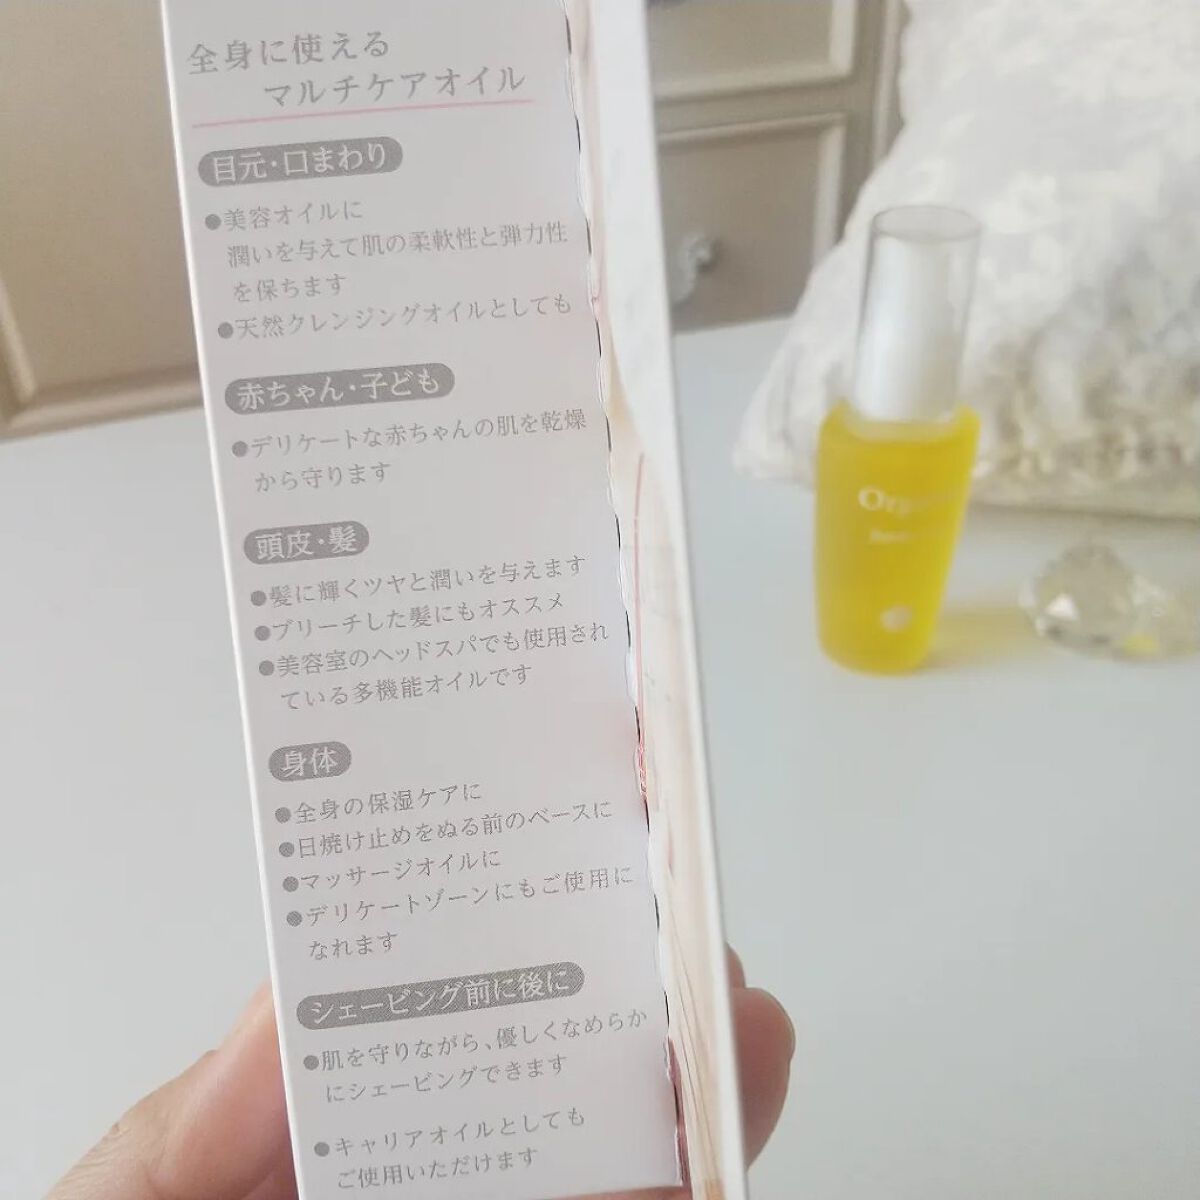 全身に使える
マルチケアオイル
目元・口まわり
●美容オイルに
潤いを与えて肌の柔軟性と弾力性
を保ちます
●天然クレンジングオイルとしても
赤ちゃん・子ども
●デリケートな赤ちゃんの肌を乾燥
から守ります
頭皮・髪
●髪に輝くツヤと潤いを与えます
●ブリーチした髪にもオススメ
●美容室のヘッドスパでも使用され
ている多機能オイルです
身体
●全身の保湿ケアに
●日焼け止めをぬる前のベースに
●マッサージオイルに
●デリケートゾーンにもご使用に
なれます
シェービング前に後に
●肌を守りながら、優しくなめらか
にシェービングできます
●キャリアオイルとしても
ご使用いただけます